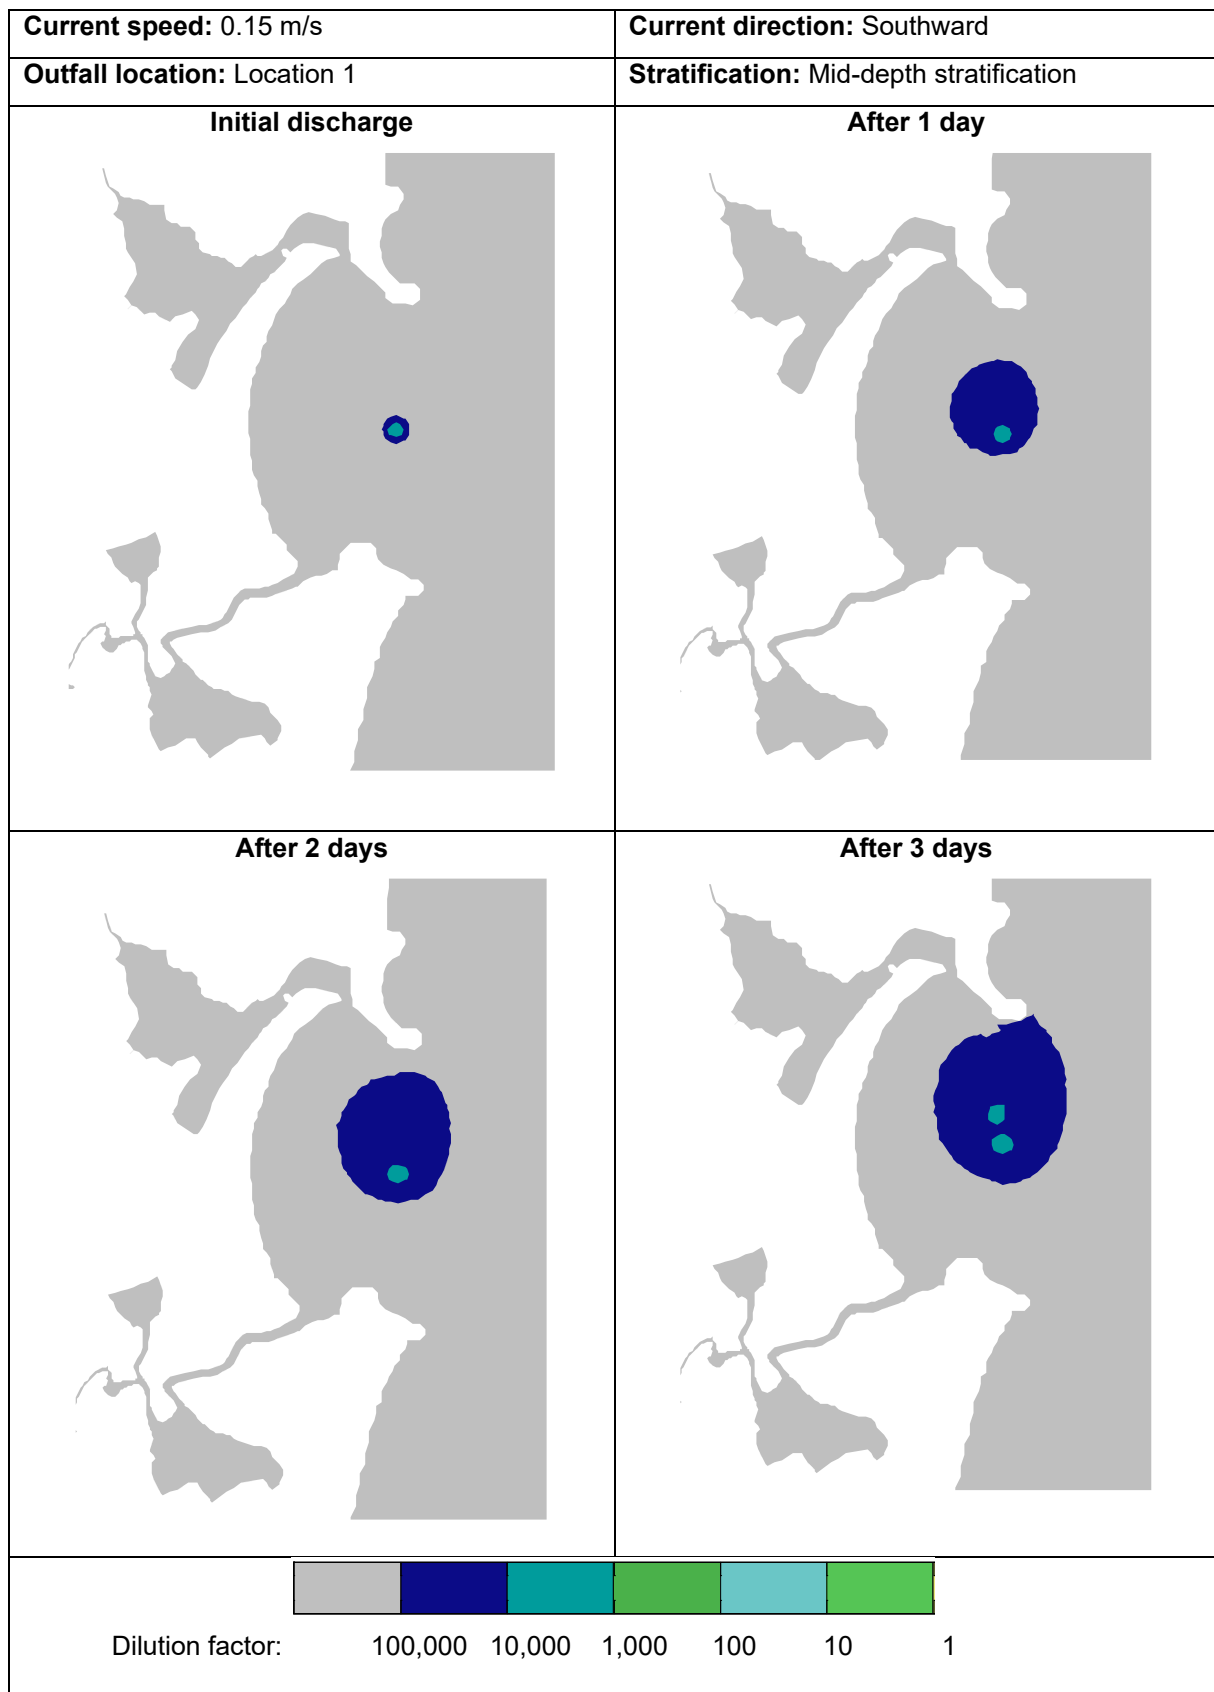 Current speed: 0.15 m/s
Current direction: Southward
Outfall location: Location 1
Stratification: Mid-depth stratification
Initial discharge
After 1 day
After 2 days
After 3 days
Dilution factor: 100,000 10,000 1,000 100 10 1